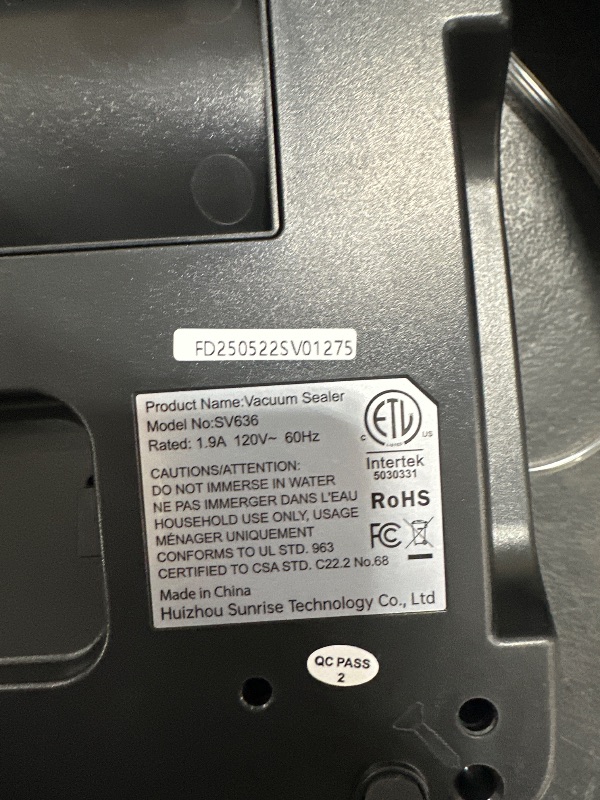 FD250522SV01275
Product Name:Vacuum Sealer
Model No:SV636
Rated: 1.9A 120V~ 60Hz
CAUTIONS/ATTENTION:
DO NOT IMMERSE IN WATER
NE PAS IMMERGER DANS L'EAU
HOUSEHOLD USE ONLY, USAGE
MÉNAGER UNIQUEMENT
CONFORMS TO UL STD. 963
CERTIFIED TO CSA STD. C22.2 No.68
Made in China
Huizhou Sunrise Technology Co., Ltd
ETL
C US
Intertek
5030331
RoHS
FC
QC PASS
2